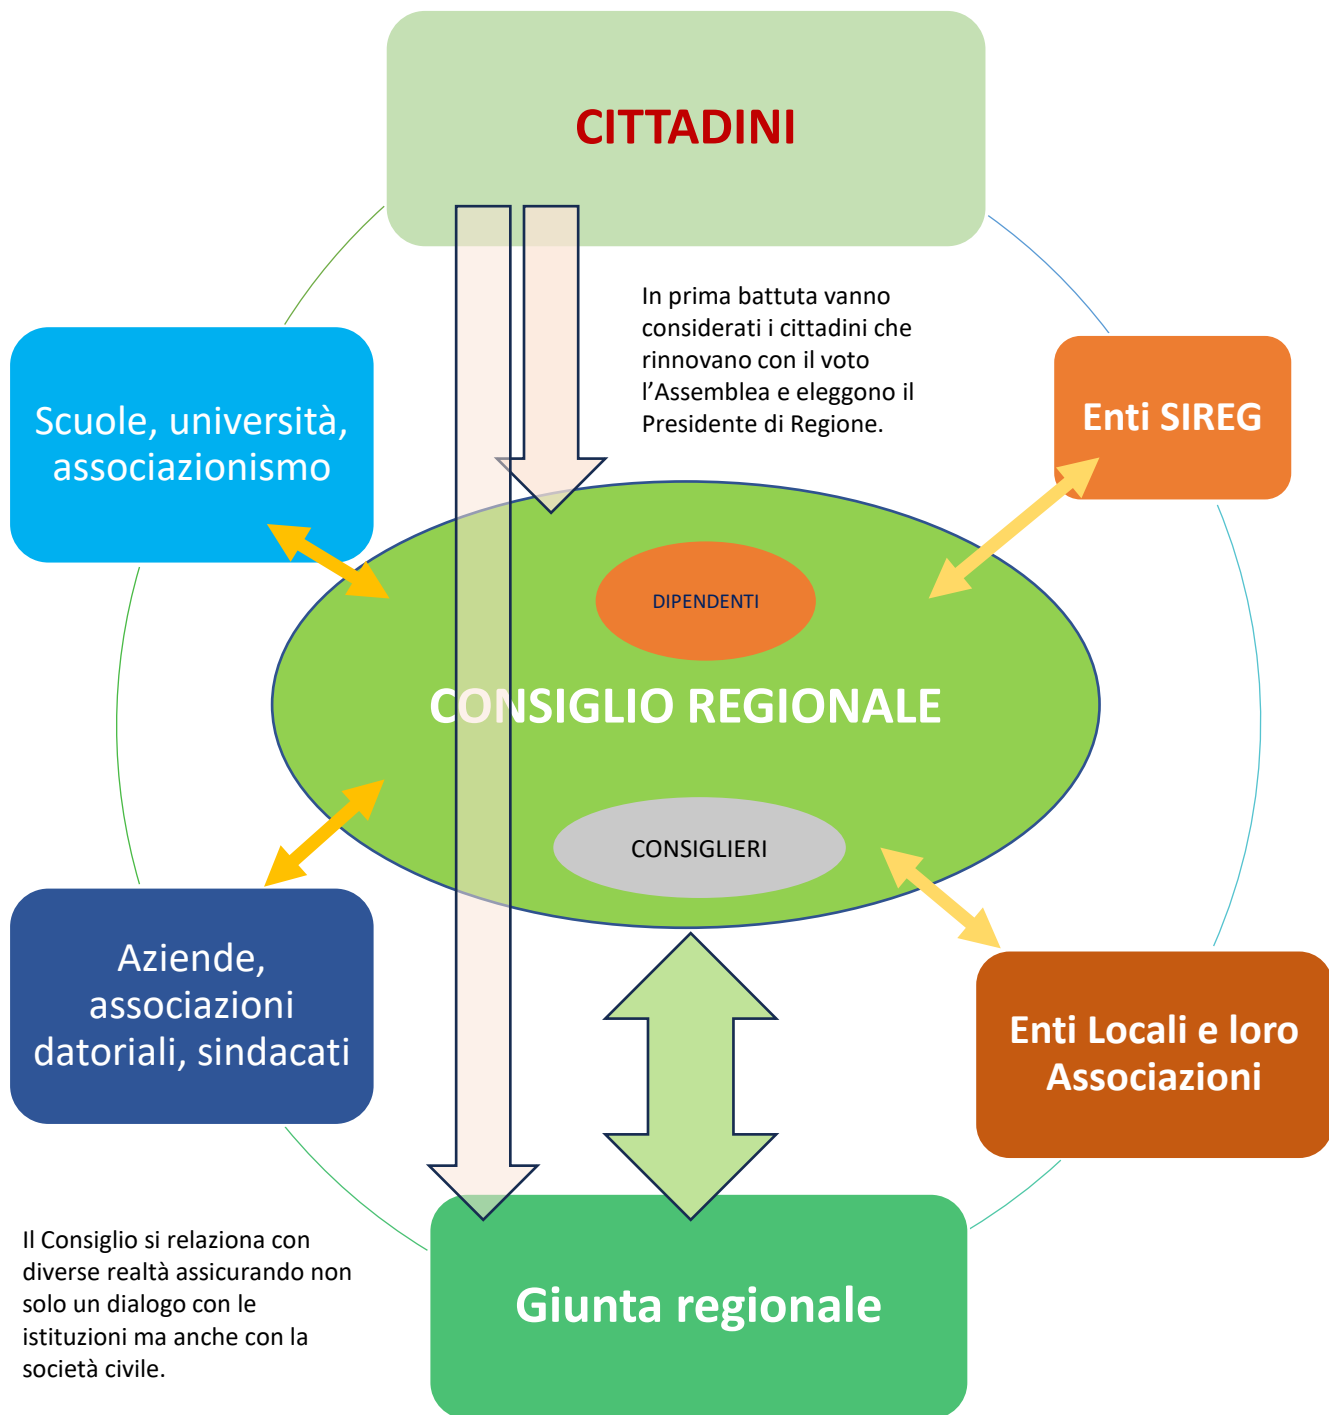 CITTADINI
In prima battuta vanno
considerati i cittadini che
rinnovano con il voto
l’Assemblea e eleggono il
Presidente di Regione.
Scuole, università,
associazionismo
Enti SIREG
DIPENDENTI
CONSIGLIO REGIONALE
CONSIGLIERI
Aziende,
associazioni
datoriali, sindacati
Enti Locali e loro
Associazioni
Il Consiglio si relaziona con
diverse realtà assicurando non
solo un dialogo con le
istituzioni ma anche con la
società civile.
Giunta regionale